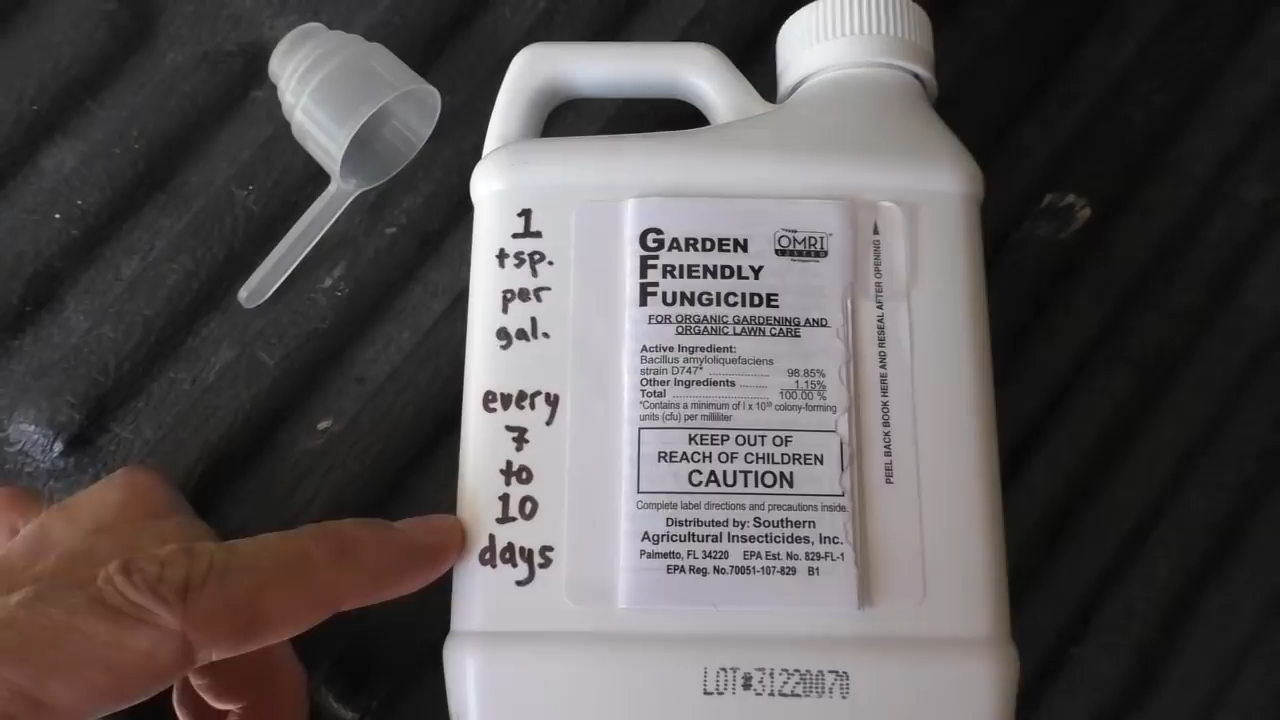 1
tsp.
per
gal.
every
7
to
10
days
GARDEN
FRIENDLY
FUNGICIDE
OMRI
LISTED
FOR ORGANIC GARDENING AND
ORGANIC LAWN CARE
Active Ingredient:
Bacillus amyloliquefaciens
strain D747* .................... 98.85%
Other Ingredients ......... 1.15%
Total ............................... 100.00 %
*Contains a minimum of I x 10¹⁰ colony-forming
units (cfu) per milliliter
KEEP OUT OF
REACH OF CHILDREN
CAUTION
Complete label directions and precautions inside.
Distributed by: Southern
Agricultural Insecticides, Inc.
Palmetto, FL 34220 EPA Est. No. 829-FL-1
EPA Reg. No.70051-107-829 B1
PEEL BACK BOOK HERE AND RESEAL AFTER OPENING
LOT#31220070